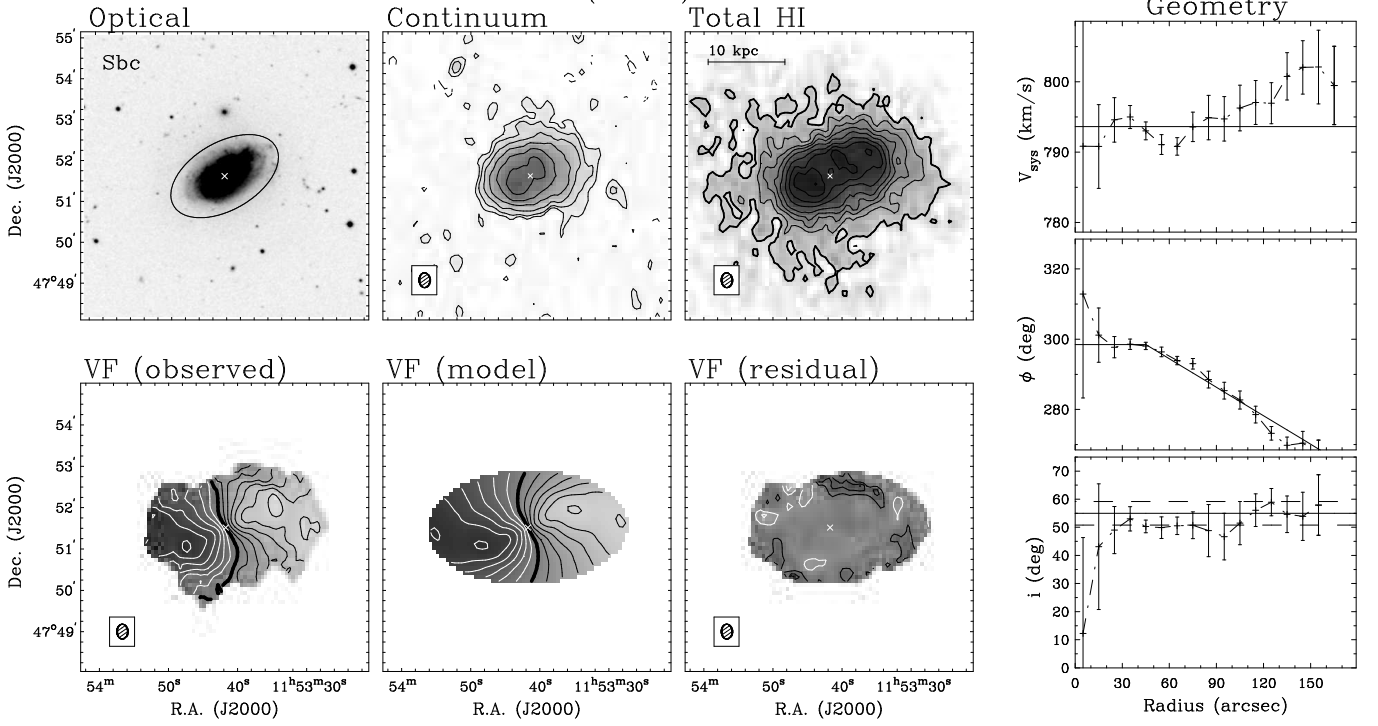 Optical
Continuum
Total HI
Geometry
Sbc
10 kpc
55′
54′
53′
52′
51′
50′
47°49′
Dec. (J2000)
VF (observed)
VF (model)
VF (residual)
54′
53′
52′
51′
50′
47°49′
Dec. (J2000)
54ᵐ 50ˢ 40ˢ 11ʰ53ᵐ30ˢ
50ˢ 40ˢ 11ʰ53ᵐ30ˢ
50ˢ 40ˢ 11ʰ53ᵐ30ˢ
R.A. (J2000)
R.A. (J2000)
R.A. (J2000)
800
790
780
V_sys (km/s)
320
300
280
ϕ (deg)
70
60
50
40
30
20
10
0
i (deg)
0 30 60 90 120 150
Radius (arcsec)